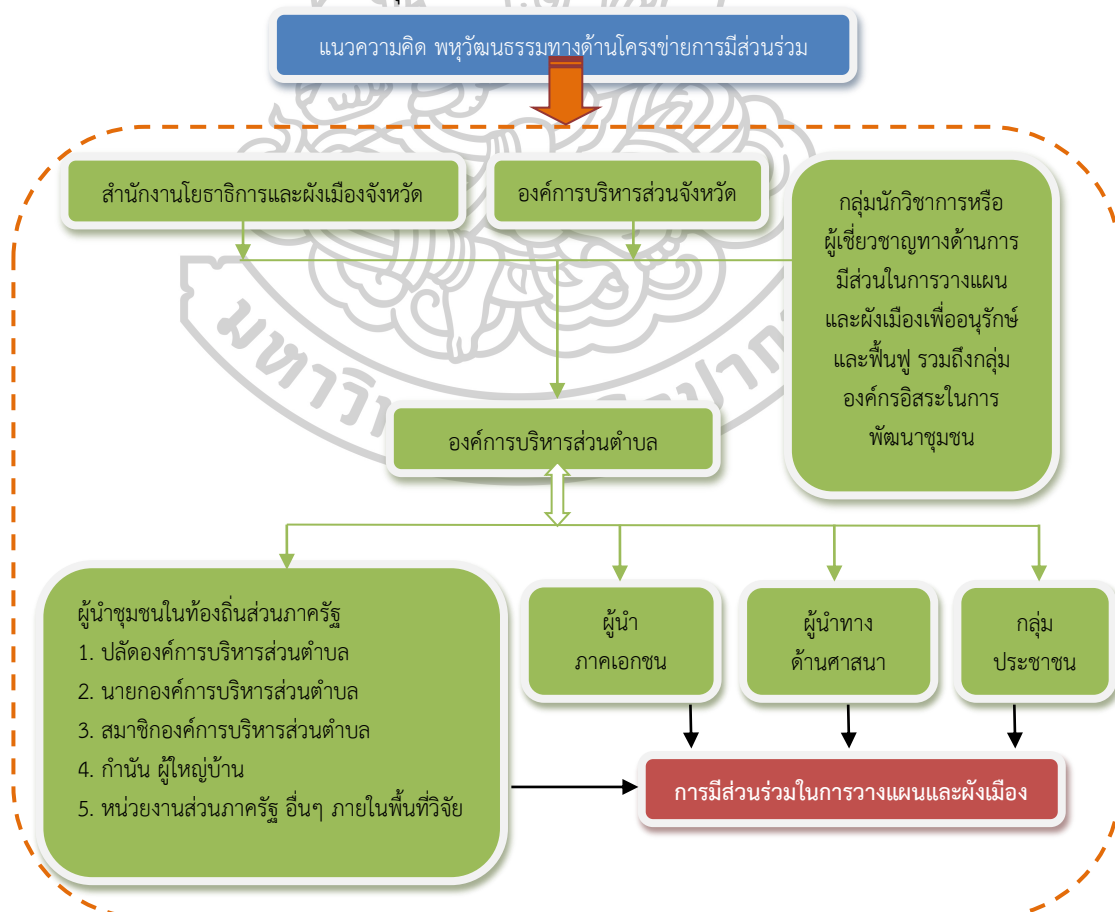 แนวความคิด พหุวัฒนธรรมทางด้านโครงข่ายการมีส่วนร่วม
สำนักงานโยธาธิการและผังเมืองจังหวัด
องค์การบริหารส่วนจังหวัด
กลุ่มนักวิชาการหรือ
ผู้เชี่ยวชาญทางด้านการ
มีส่วนในการวางแผน
และผังเมืองเพื่ออนุรักษ์
และฟื้นฟู รวมถึงกลุ่ม
องค์กรอิสระในการ
พัฒนาชุมชน
องค์การบริหารส่วนตำบล
ผู้นำชุมชนในท้องถิ่นส่วนภาครัฐ
1. ปลัดองค์การบริหารส่วนตำบล
2. นายกองค์การบริหารส่วนตำบล
3. สมาชิกองค์การบริหารส่วนตำบล
4. กำนัน ผู้ใหญ่บ้าน
5. หน่วยงานส่วนภาครัฐ อื่นๆ ภายในพื้นที่วิจัย
ผู้นำ
ภาคเอกชน
ผู้นำทาง
ด้านศาสนา
กลุ่ม
ประชาชน
การมีส่วนร่วมในการวางแผนและผังเมือง